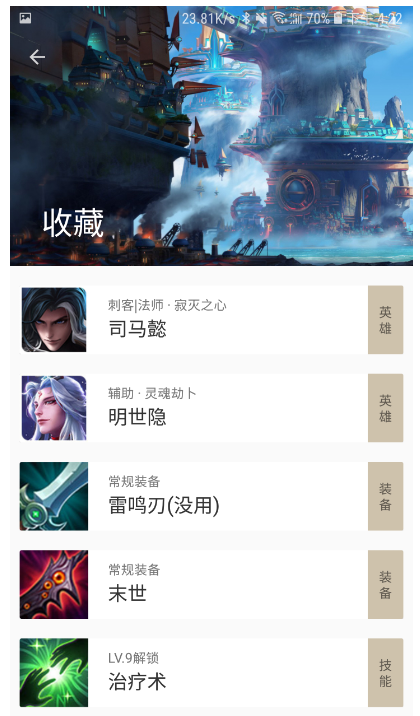 23.81K/s 70% 下午 4:22
收藏
刺客|法师 · 寂灭之心
司马懿
英雄
辅助 · 灵魂劫卜
明世隐
英雄
常规装备
雷鸣刃(没用)
装备
常规装备
末世
装备
LV.9解锁
治疗术
技能